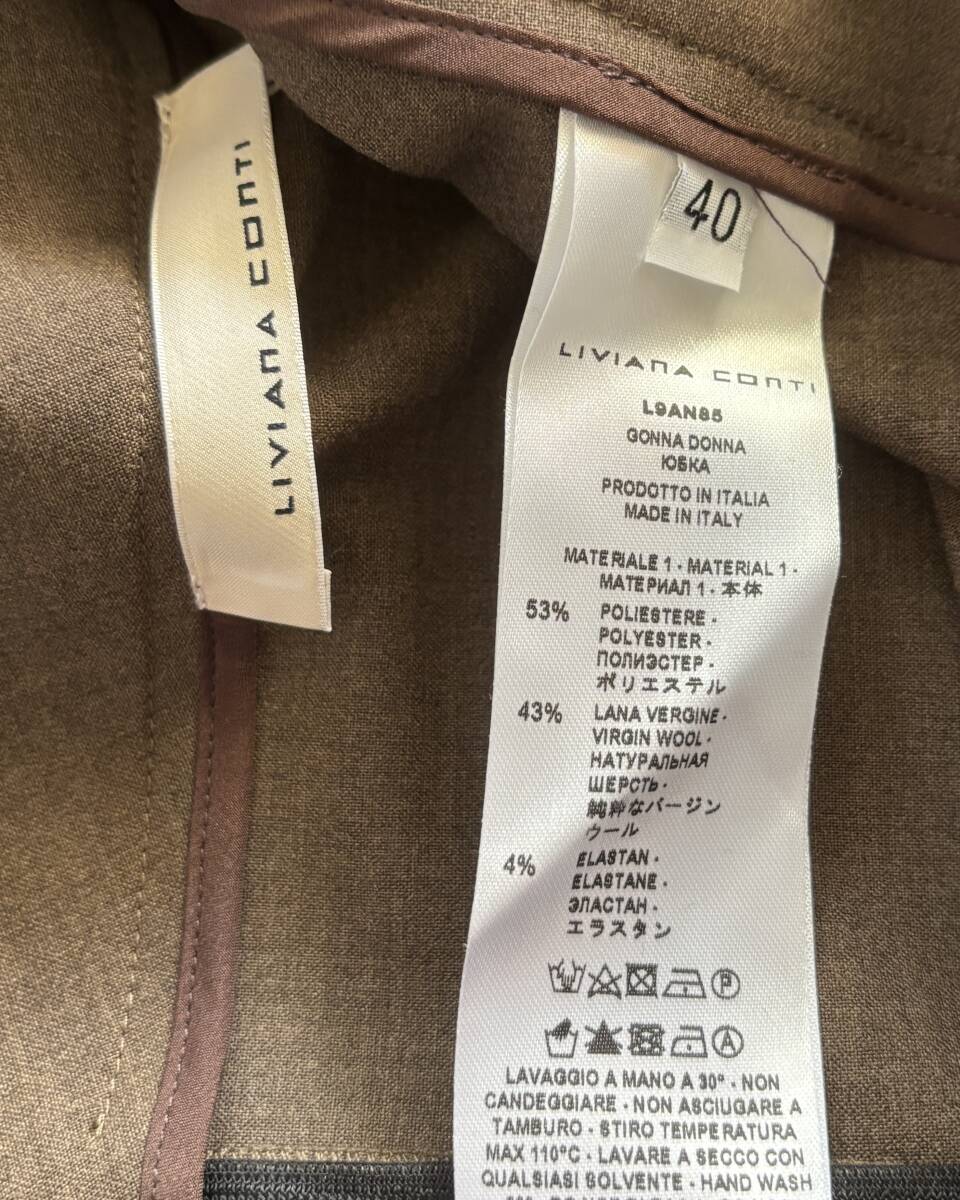 LIVIANA CONTI
40
LIVIANA CONTI
L9AN85
GONNA DONNA
ЮБКА
PRODOTTO IN ITALIA
MADE IN ITALY
MATERIALE 1 - MATERIAL 1 -
МАТЕРИАЛ 1 - 本体
53% POLIESTERE -
POLYESTER -
ПОЛИЭСТЕР -
ポリエステル
43% LANA VERGINE -
VIRGIN WOOL -
НАТУРАЛЬНАЯ
ШЕРСТЬ -
純粋なバージン
ウール
4% ELASTAN -
ELASTANE -
ЭЛАСТАН -
エラスタン
P
A
LAVAGGIO A MANO A 30° - NON
CANDEGGIARE - NON ASCIUGARE A
TAMBURO - STIRO TEMPERATURA
MAX 110°C - LAVARE A SECCO CON
QUALSIASI SOLVENTE - HAND WASH